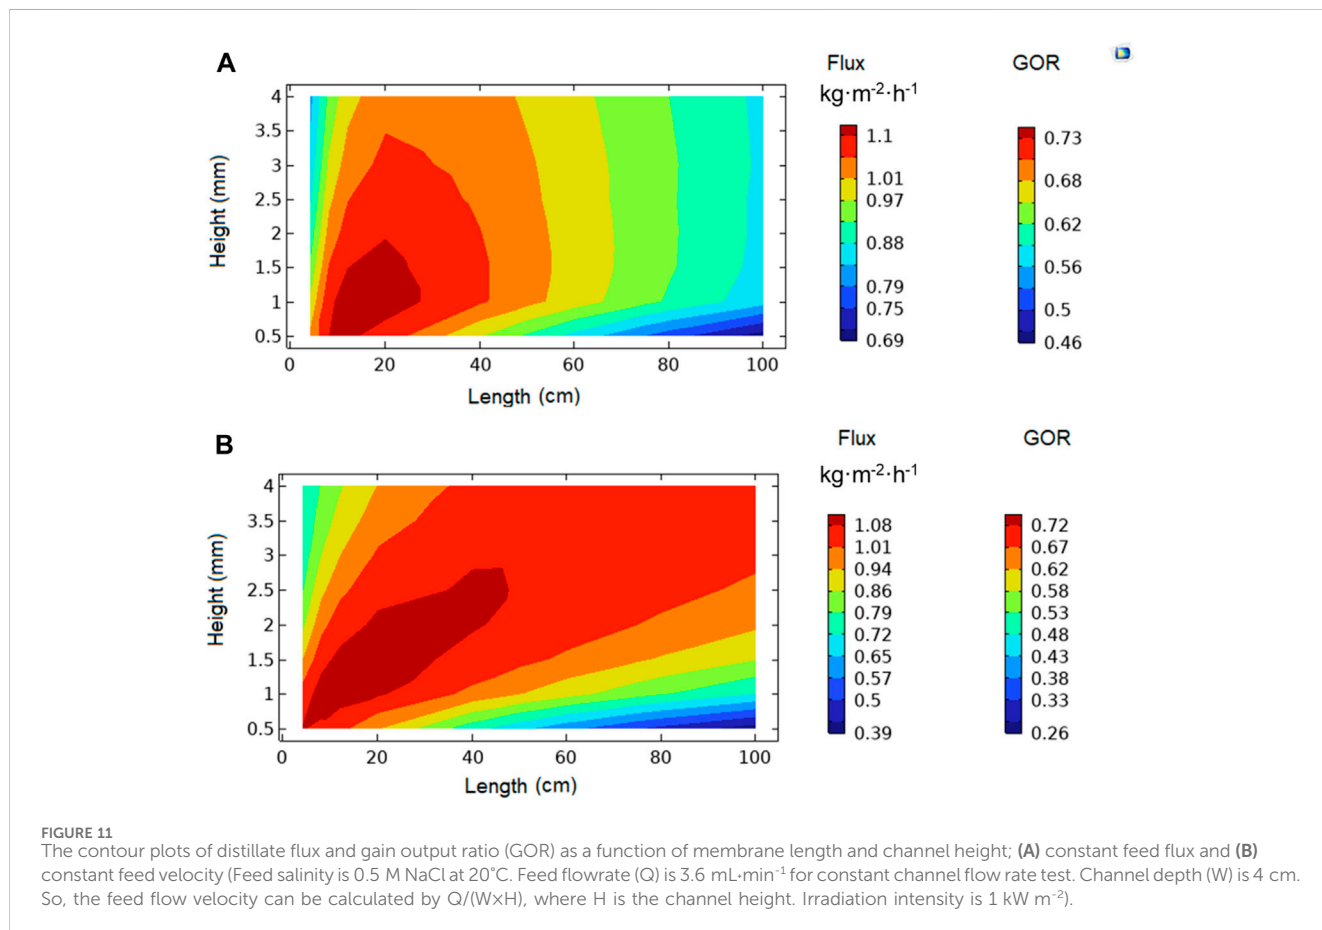 A
Flux
GOR
kg·m⁻²·h⁻¹
4
3.5
3
2.5
2
1.5
1
0.5
Height (mm)
0 20 40 60 80 100
Length (cm)
1.1
1.01
0.97
0.88
0.79
0.75
0.69
0.73
0.68
0.62
0.56
0.5
0.46
B
Flux
GOR
kg·m⁻²·h⁻¹
4
3.5
3
2.5
2
1.5
1
0.5
Height (mm)
0 20 40 60 80 100
Length (cm)
1.08
1.01
0.94
0.86
0.79
0.72
0.65
0.57
0.5
0.39
0.72
0.67
0.62
0.58
0.53
0.48
0.43
0.38
0.33
0.26
FIGURE 11
The contour plots of distillate flux and gain output ratio (GOR) as a function of membrane length and channel height; (A) constant feed flux and (B)
constant feed velocity (Feed salinity is 0.5 M NaCl at 20°C. Feed flowrate (Q) is 3.6 mL·min⁻¹ for constant channel flow rate test. Channel depth (W) is 4 cm.
So, the feed flow velocity can be calculated by Q/(W×H), where H is the channel height. Irradiation intensity is 1 kW m⁻²).